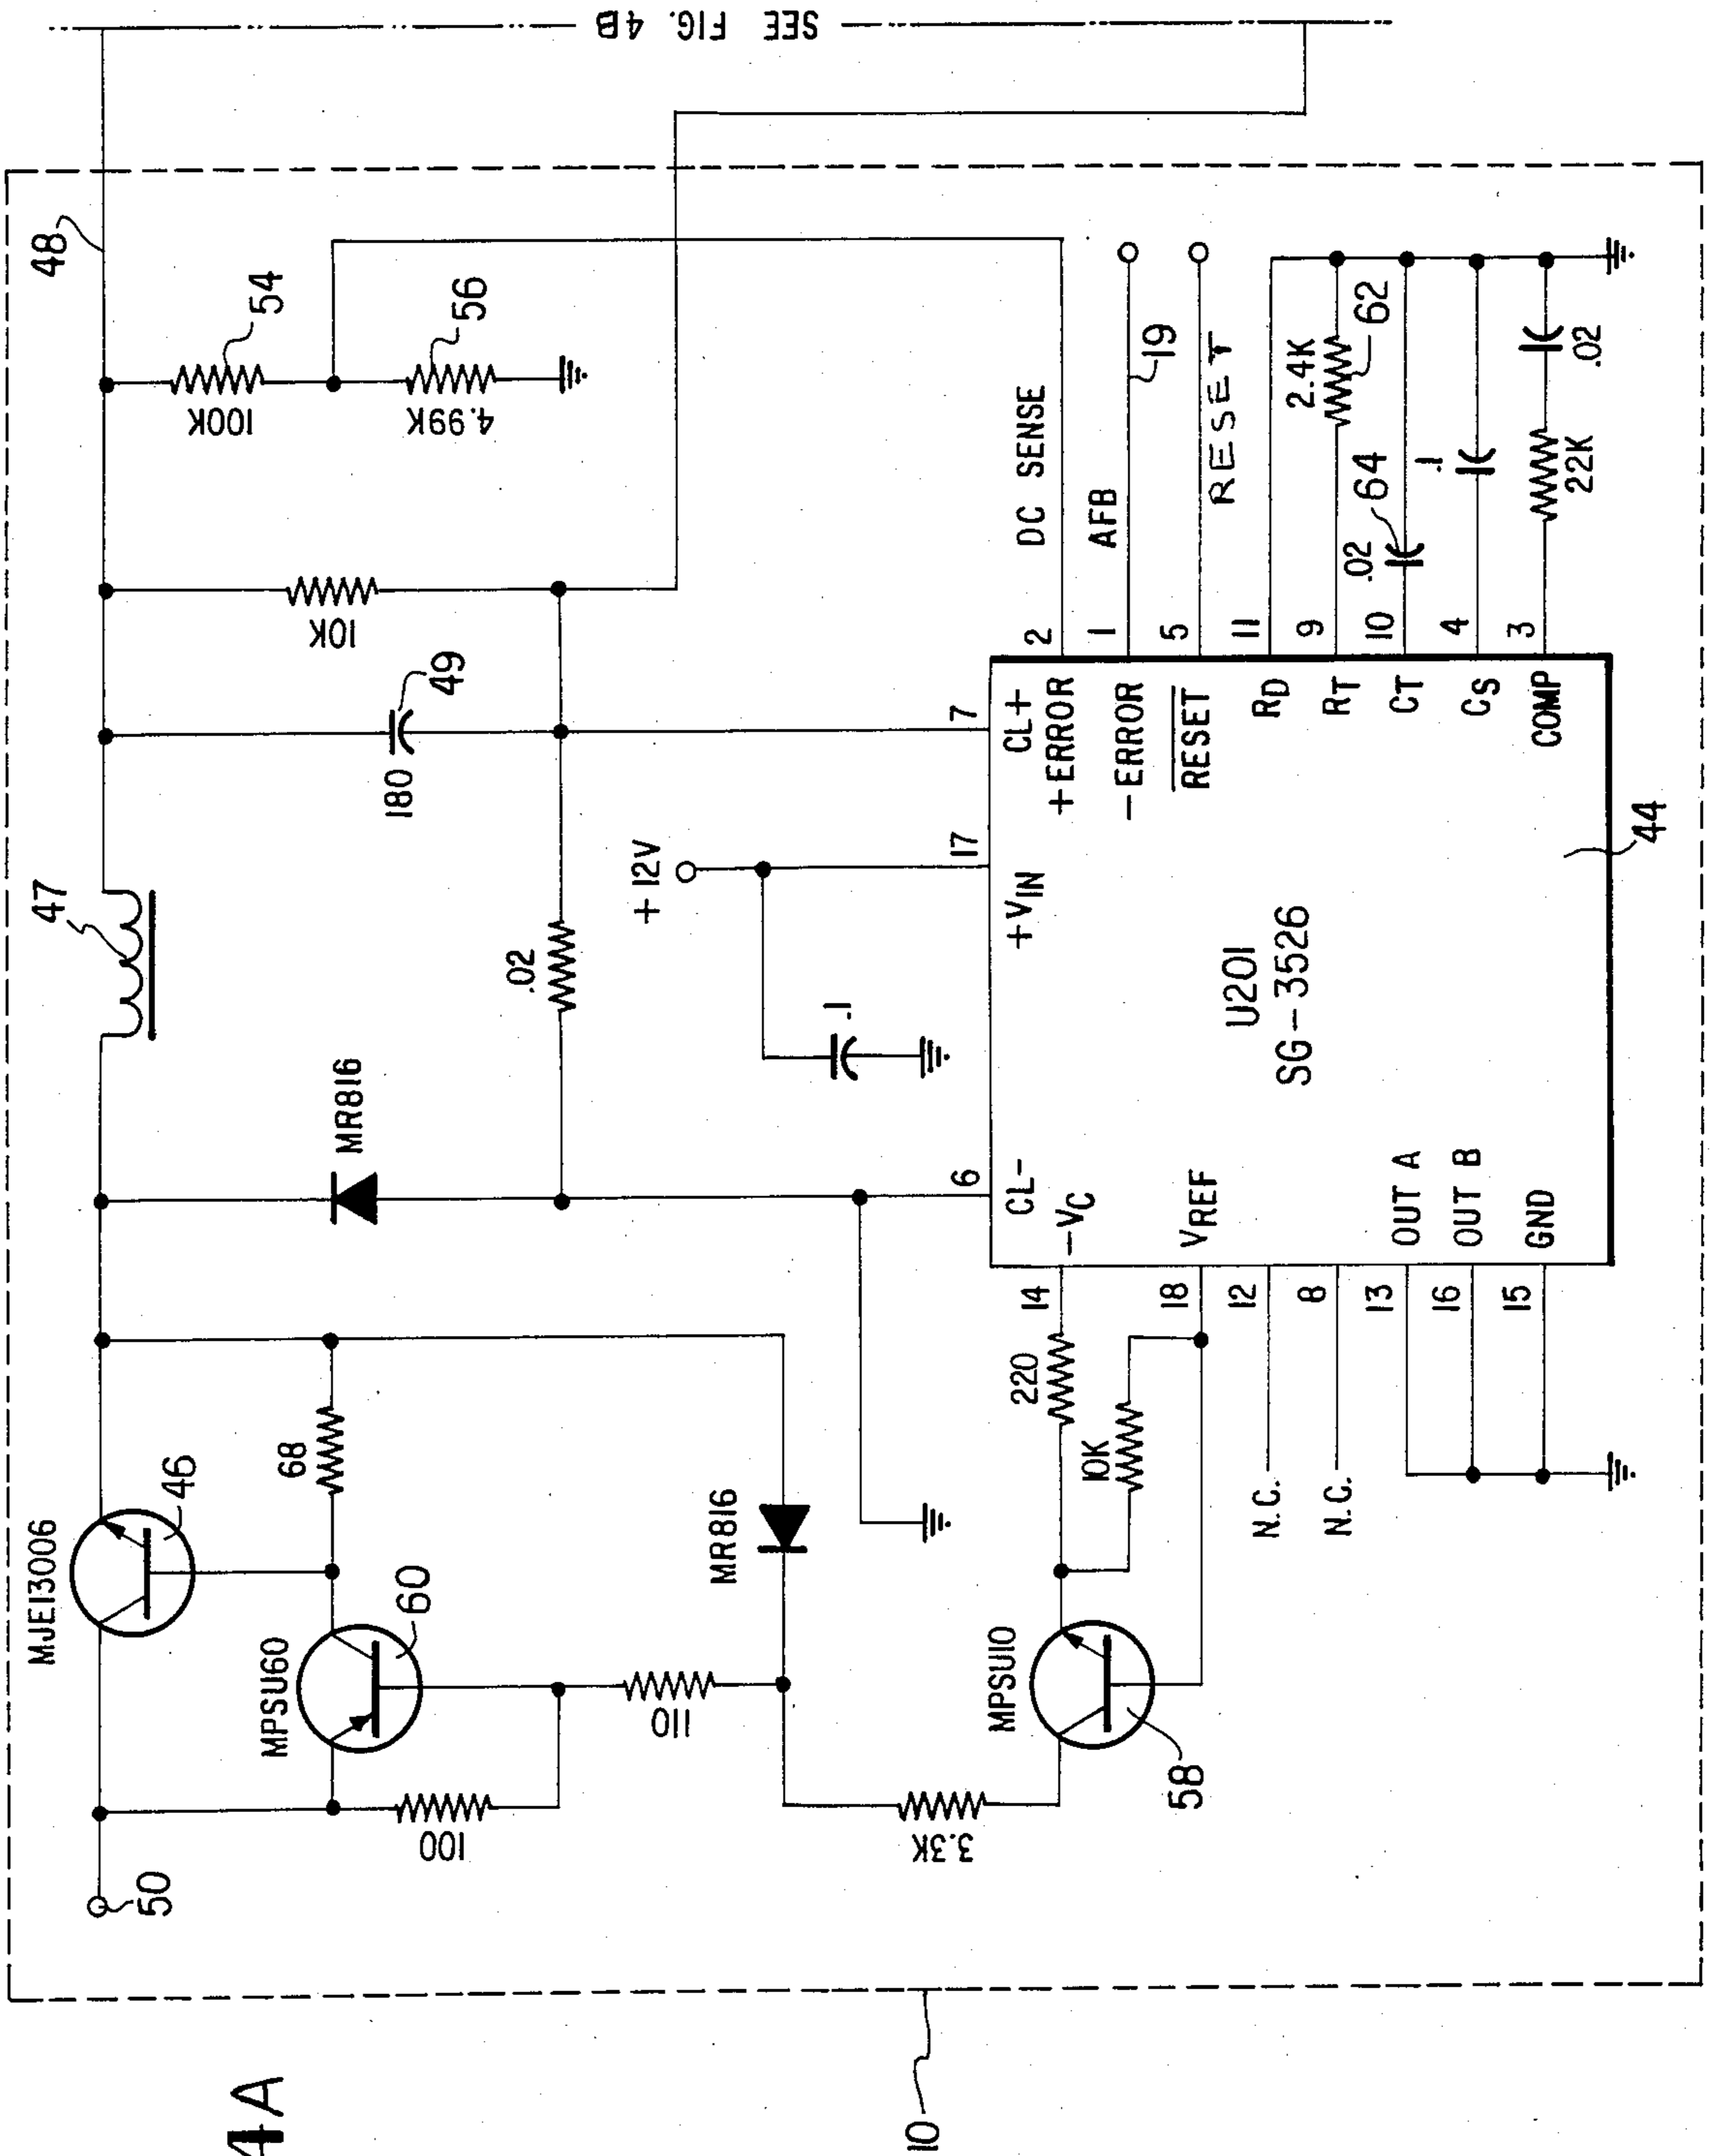 4A
10
SEE FIG. 4B
50
MJE13006
46
47
48
MPSU60
60
100
68
MR816
180
49
10K
100K
54
4.99K
56
110
MR816
.02
+12V
.1
3.3K
MPSU10
58
220
10K
14
-VC
18
VREF
N.C.
12
N.C.
8
13
OUT A
16
OUT B
15
GND
6
CL-
17
+VIN
7
CL+
U201
SG-3526
44
+ERROR
2
DC SENSE
-ERROR
1
AFB
19
RESET
5
RESET
RD
11
RT
9
2.4K
62
CT
10
.02
64
CS
4
.1
COMP
3
22K
.02